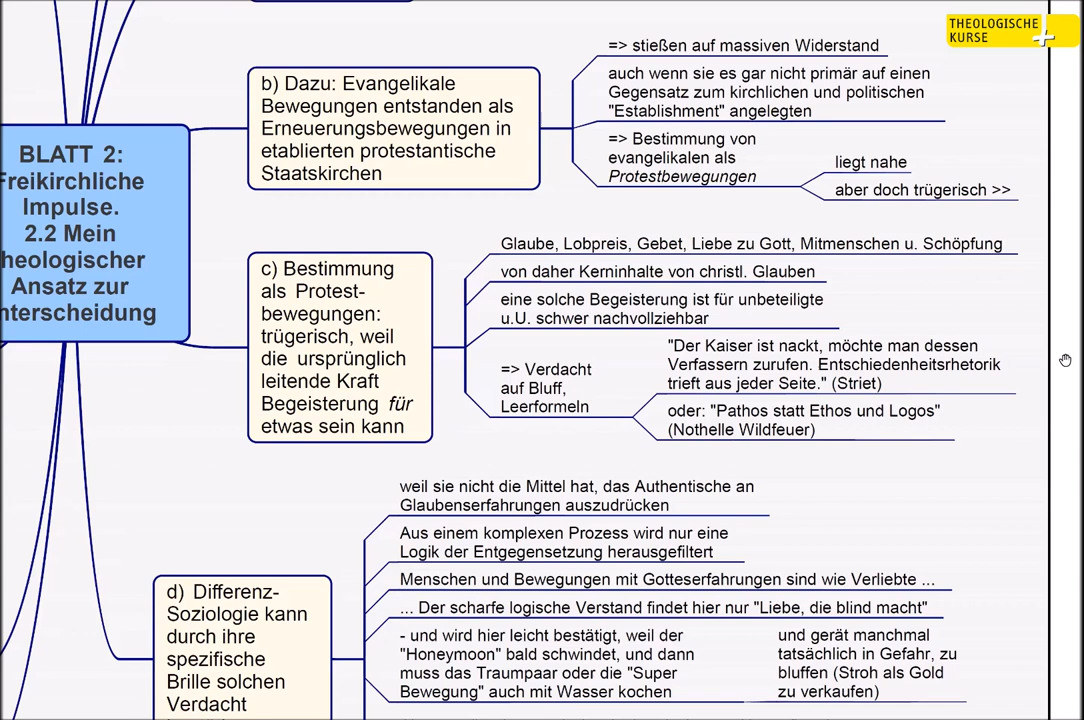 THEOLOGISCHE
KURSE
BLATT 2:
Freikirchliche
Impulse.
2.2 Mein
heologischer
Ansatz zur
nterscheidung
b) Dazu: Evangelikale
Bewegungen entstanden als
Erneuerungsbewegungen in
etablierten protestantische
Staatskirchen
=> stießen auf massiven Widerstand
auch wenn sie es gar nicht primär auf einen
Gegensatz zum kirchlichen und politischen
"Establishment" angelegten
=> Bestimmung von
evangelikalen als
Protestbewegungen
liegt nahe
aber doch trügerisch >>
c) Bestimmung
als Protest-
bewegungen:
trügerisch, weil
die ursprünglich
leitende Kraft
Begeisterung für
etwas sein kann
Glaube, Lobpreis, Gebet, Liebe zu Gott, Mitmenschen u. Schöpfung
von daher Kerninhalte von christl. Glauben
eine solche Begeisterung ist für unbeteiligte
u.U. schwer nachvollziehbar
=> Verdacht
auf Bluff,
Leerformeln
"Der Kaiser ist nackt, möchte man dessen
Verfassern zurufen. Entschiedenheitsrhetorik
trieft aus jeder Seite." (Striet)
oder: "Pathos statt Ethos und Logos"
(Nothelle Wildfeuer)
d) Differenz-
Soziologie kann
durch ihre
spezifische
Brille solchen
Verdacht
weil sie nicht die Mittel hat, das Authentische an
Glaubenserfahrungen auszudrücken
Aus einem komplexen Prozess wird nur eine
Logik der Entgegensetzung herausgefiltert
Menschen und Bewegungen mit Gotteserfahrungen sind wie Verliebte ...
... Der scharfe logische Verstand findet hier nur "Liebe, die blind macht"
- und wird hier leicht bestätigt, weil der
"Honeymoon" bald schwindet, und dann
muss das Traumpaar oder die "Super
Bewegung" auch mit Wasser kochen
und gerät manchmal
tatsächlich in Gefahr, zu
bluffen (Stroh als Gold
zu verkaufen)